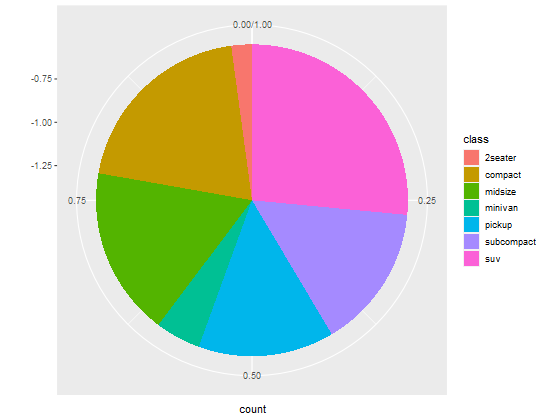 0.00/1.00
-0.75
-1.00
-1.25
0.75
0.25
0.50
count
class
2seater
compact
midsize
minivan
pickup
subcompact
suv